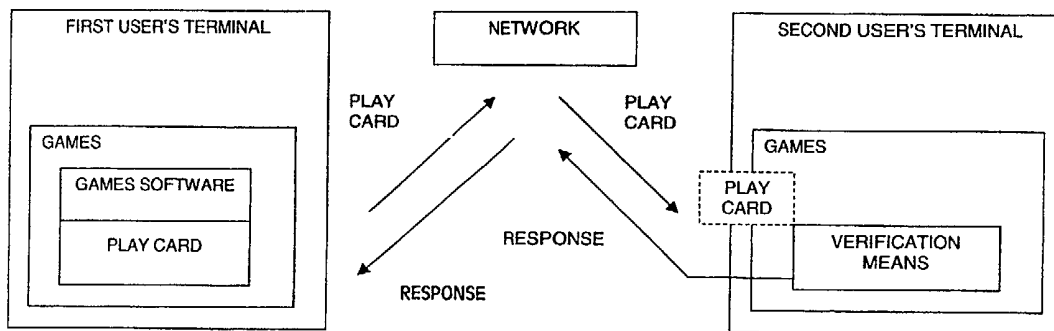 FIRST USER'S TERMINAL
GAMES
GAMES SOFTWARE
PLAY CARD
NETWORK
PLAY
CARD
PLAY
CARD
RESPONSE
RESPONSE
SECOND USER'S TERMINAL
GAMES
PLAY
CARD
VERIFICATION
MEANS